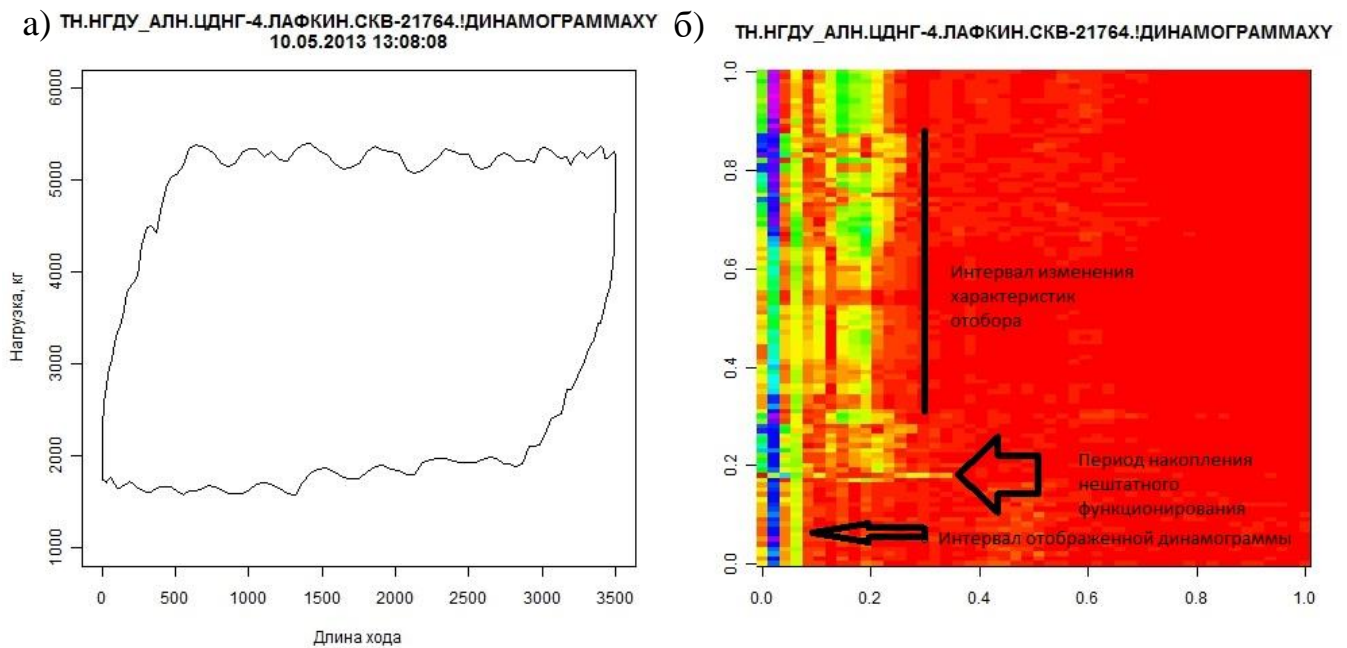 а) ТН.НГДУ_АЛН.ЦДНГ-4.ЛАФКИН.СКВ-21764.!ДИНАМОГРАММАXY
10.05.2013 13:08:08
Нагрузка, кг
6000
5000
4000
3000
2000
1000
0 500 1000 1500 2000 2500 3000 3500
Длина хода
б) ТН.НГДУ_АЛН.ЦДНГ-4.ЛАФКИН.СКВ-21764.!ДИНАМОГРАММАXY
1.0
0.8
0.6
0.4
0.2
0.0
Интервал изменения
характеристик
отбора
Период накопления
нештатного
функционирования
Интервал отображенной динамограммы
0.0 0.2 0.4 0.6 0.8 1.0